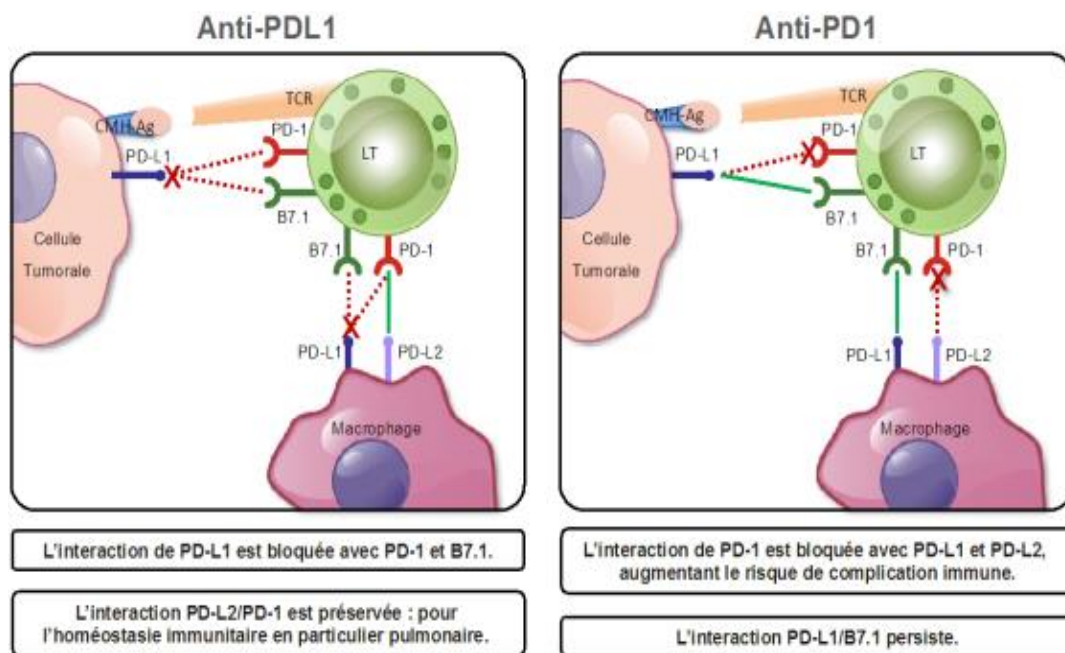 Anti-PDL1
TCR
CMH-Ag
PD-1
PD-L1
LT
B7.1
Cellule
Tumorale
B7.1
PD-1
PD-L1
PD-L2
Macrophage
L'interaction de PD-L1 est bloquée avec PD-1 et B7.1.
L'interaction PD-L2/PD-1 est préservée : pour
l'homéostasie immunitaire en particulier pulmonaire.
Anti-PD1
TCR
CMH-Ag
PD-1
PD-L1
LT
B7.1
Cellule
Tumorale
B7.1
PD-1
PD-L1
PD-L2
Macrophage
L'interaction de PD-1 est bloquée avec PD-L1 et PD-L2,
augmentant le risque de complication immune.
L'interaction PD-L1/B7.1 persiste.